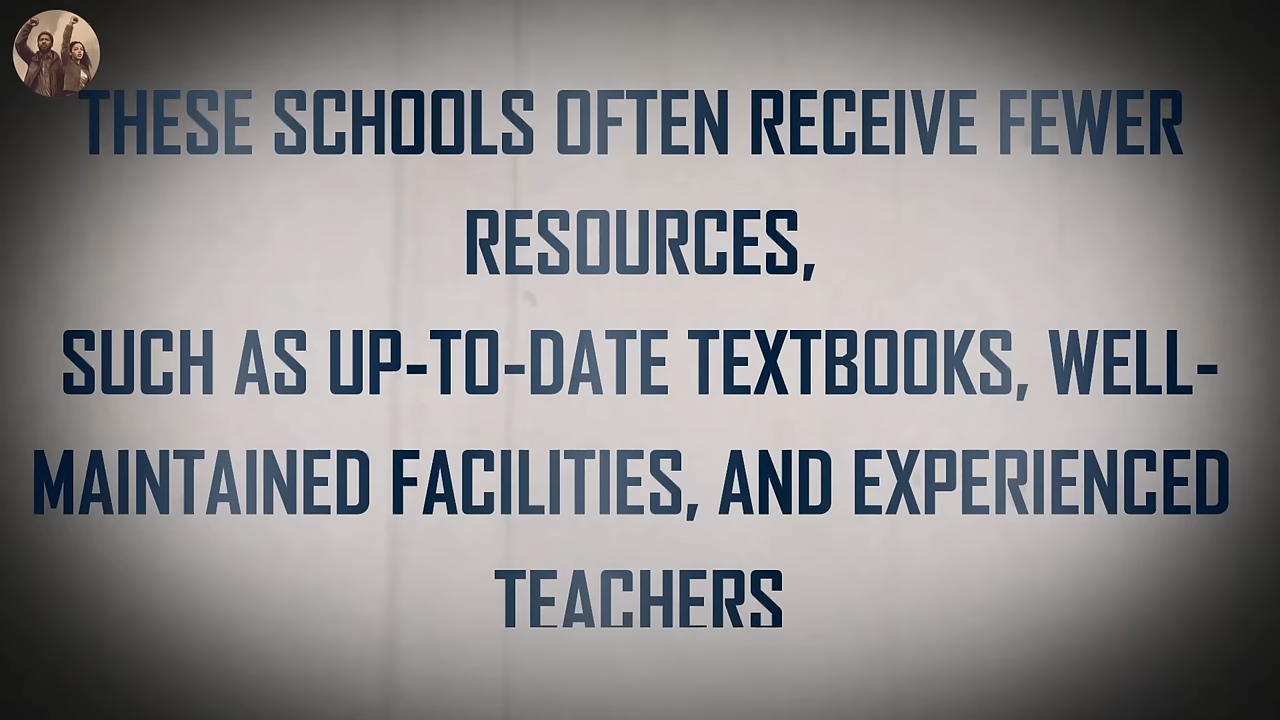 THESE SCHOOLS OFTEN RECEIVE FEWER
RESOURCES,
SUCH AS UP-TO-DATE TEXTBOOKS, WELL-
MAINTAINED FACILITIES, AND EXPERIENCED
TEACHERS